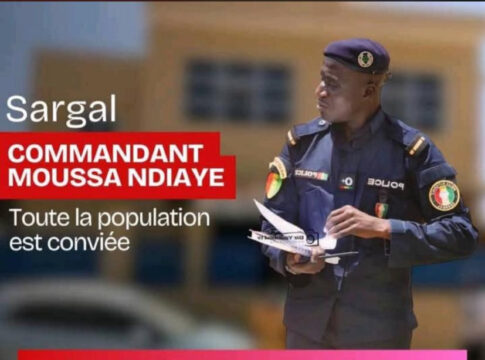 Sargal
COMMANDANT
MOUSSA NDIAYE
Toute la population
est conviée
POLICE
POLICE